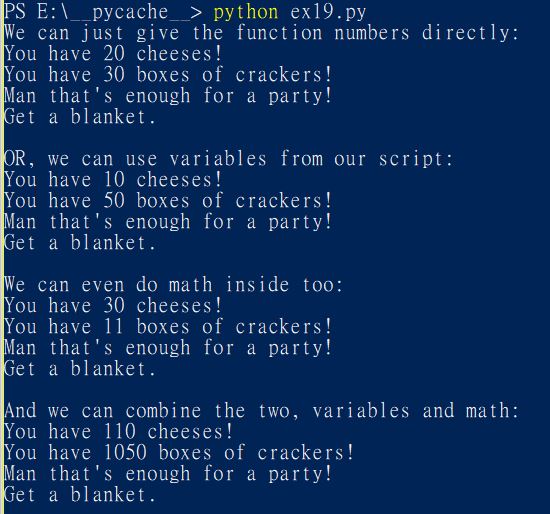 PS E:\__pycache__> python ex19.py
We can just give the function numbers directly:
You have 20 cheeses!
You have 30 boxes of crackers!
Man that's enough for a party!
Get a blanket.
OR, we can use variables from our script:
You have 10 cheeses!
You have 50 boxes of crackers!
Man that's enough for a party!
Get a blanket.
We can even do math inside too:
You have 30 cheeses!
You have 11 boxes of crackers!
Man that's enough for a party!
Get a blanket.
And we can combine the two, variables and math:
You have 110 cheeses!
You have 1050 boxes of crackers!
Man that's enough for a party!
Get a blanket.